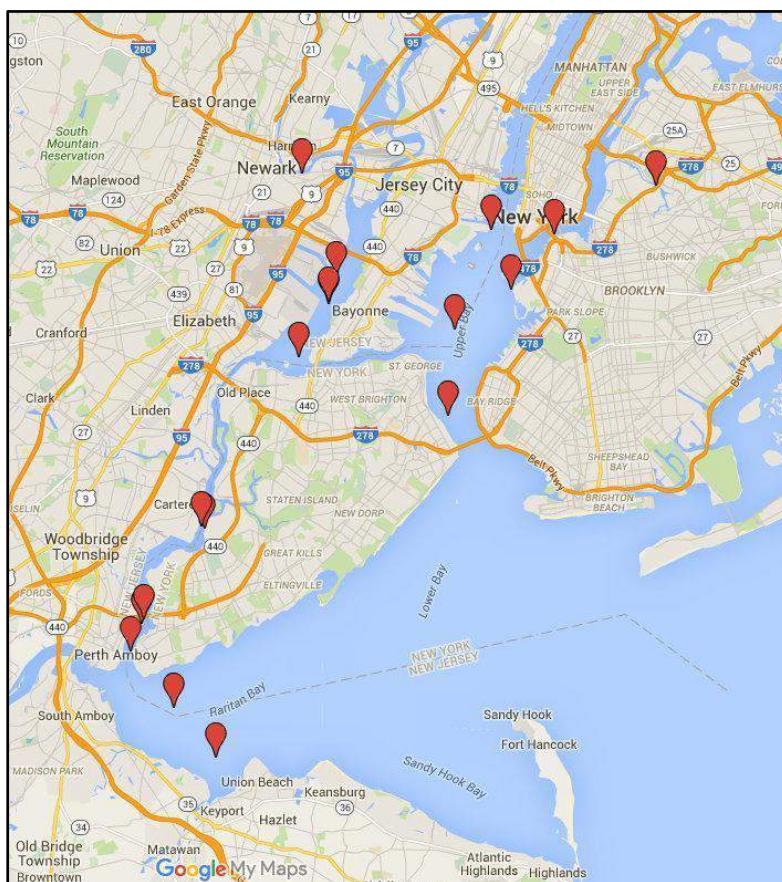 MANHATTAN
UPPER
EAST SIDE
EAST ELMHURST
10
280
21
95
9
495
East Orange
Kearny
HELL'S KITCHEN
MIDTOWN
25A
South
Mountain
Reservation
Garden State Pkwy
Newark
7
95
278
25
Maplewood
124
21
9
Jersey City
78
SOHO
New York
78
I-78 Express
78
78
440
Union
82
22
9
22
27
95
440
78
478
278
BUSHWICK
439
81
Bayonne
BROOKLYN
PARK SLOPE
Elizabeth
Cranford
NEW JERSEY
NEW YORK
Upper Bay
278
278
ST. GEORGE
Clark
Old Place
440
WEST BRIGHTON
BAY RIDGE
Belt Pkwy
Linden
27
95
440
278
Belt Pkwy
SHEEPSHEAD
BAY
BRIGHTON
BEACH
9
STATEN ISLAND
NEW DORP
Woodbridge
Township
440
GREAT KILLS
ELTINGVILLE
NEW JERSEY
NEW YORK
FORDS
440
Lower Bay
Perth Amboy
NEW YORK
NEW JERSEY
Raritan Bay
South Amboy
Sandy Hook
Fort Hancock
MADISON PARK
Union Beach
Keansburg
Sandy Hook Bay
35
Keyport
36
34
Hazlet
Old Bridge
Township
Matawan
Browntown
Google My Maps
Atlantic
Highlands
Highlands